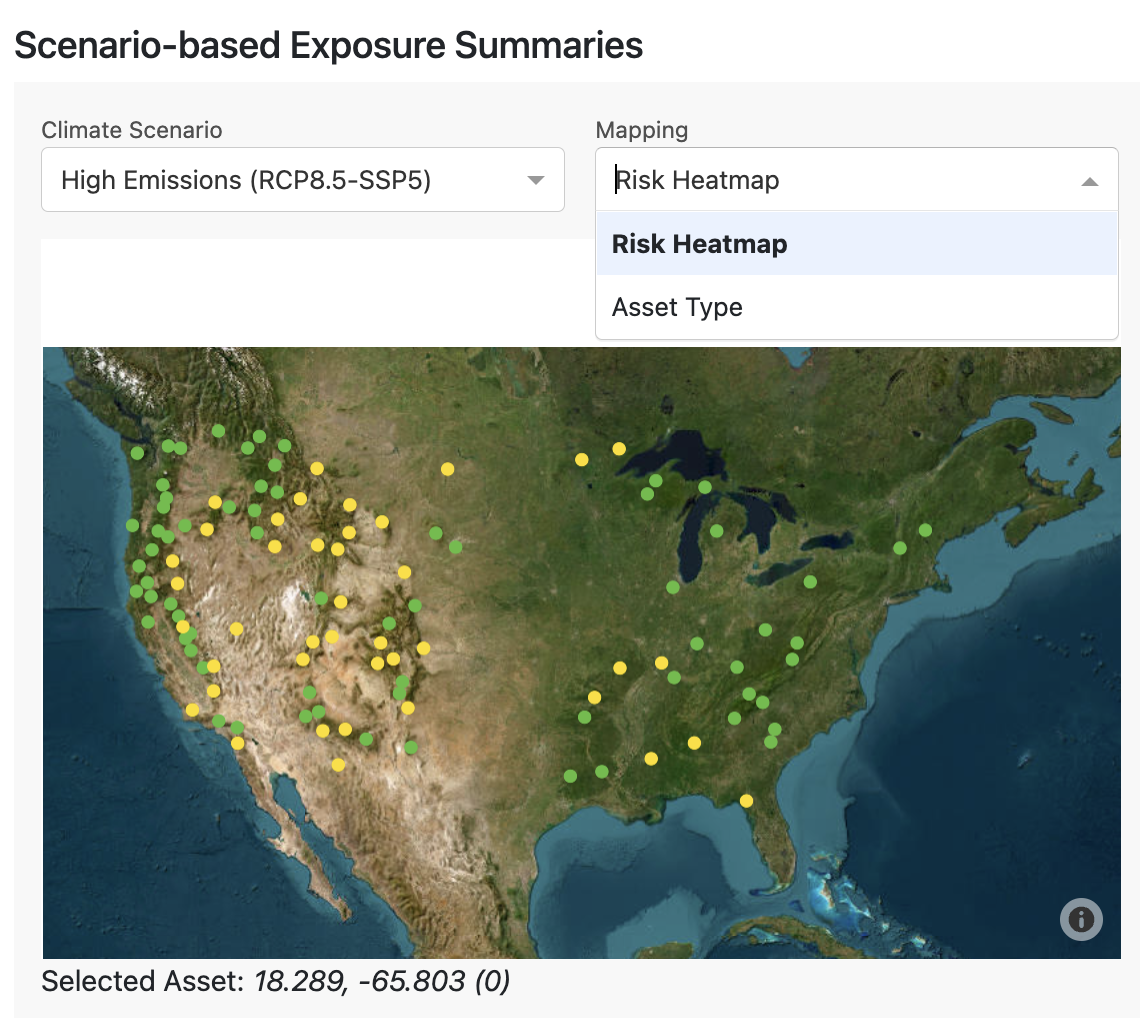 Scenario-based Exposure Summaries
Climate Scenario
Mapping
High Emissions (RCP8.5-SSP5)
Risk Heatmap
Risk Heatmap
Asset Type
Selected Asset: 18.289, -65.803 (0)